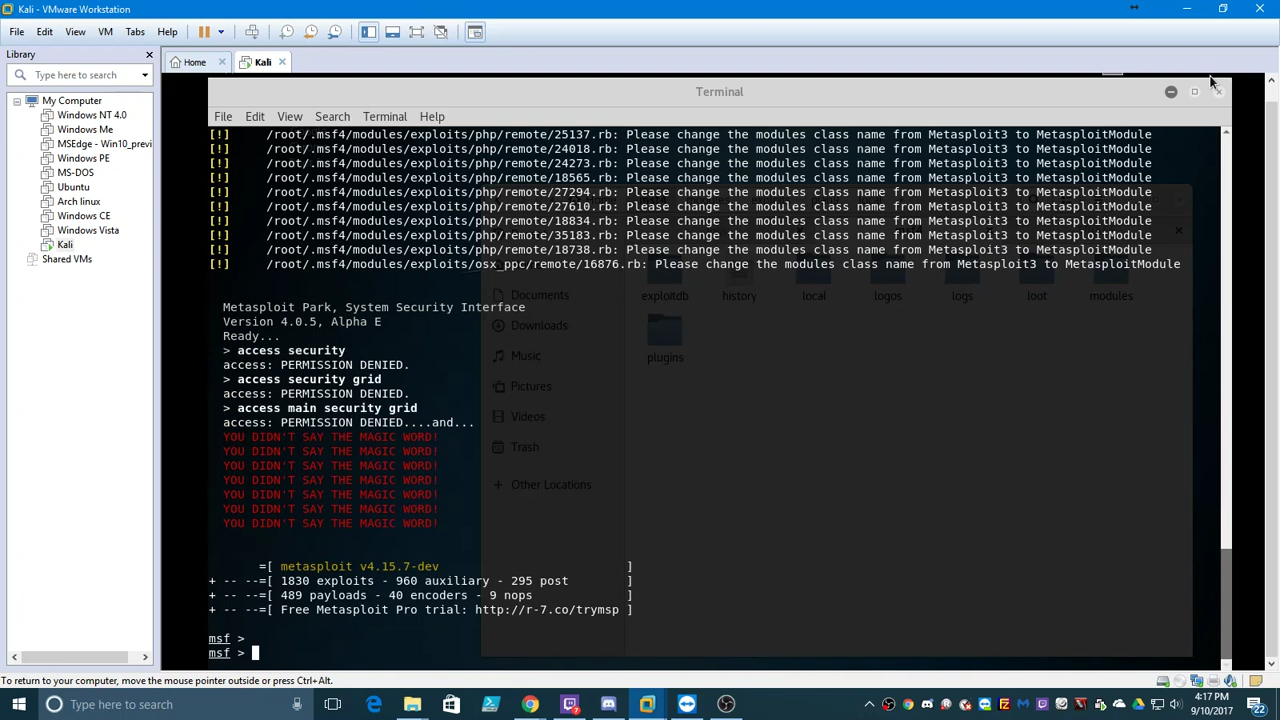 Kali - VMware Workstation
File Edit View VM Tabs Help
Library
Type here to search
Home
Kali
My Computer
Windows NT 4.0
Windows Me
MSEdge - Win10_previ
Windows PE
MS-DOS
Ubuntu
Arch linux
Windows CE
Windows Vista
Kali
Shared VMs
Terminal
File Edit View Search Terminal Help
[!] /root/.msf4/modules/exploits/php/remote/25137.rb: Please change the modules class name from Metasploit3 to MetasploitModule
[!] /root/.msf4/modules/exploits/php/remote/24018.rb: Please change the modules class name from Metasploit3 to MetasploitModule
[!] /root/.msf4/modules/exploits/php/remote/24273.rb: Please change the modules class name from Metasploit3 to MetasploitModule
[!] /root/.msf4/modules/exploits/php/remote/18565.rb: Please change the modules class name from Metasploit3 to MetasploitModule
[!] /root/.msf4/modules/exploits/php/remote/27294.rb: Please change the modules class name from Metasploit3 to MetasploitModule
[!] /root/.msf4/modules/exploits/php/remote/27610.rb: Please change the modules class name from Metasploit3 to MetasploitModule
[!] /root/.msf4/modules/exploits/php/remote/18834.rb: Please change the modules class name from Metasploit3 to MetasploitModule
[!] /root/.msf4/modules/exploits/php/remote/35183.rb: Please change the modules class name from Metasploit3 to MetasploitModule
[!] /root/.msf4/modules/exploits/php/remote/18738.rb: Please change the modules class name from Metasploit3 to MetasploitModule
[!] /root/.msf4/modules/exploits/osx_ppc/remote/16876.rb: Please change the modules class name from Metasploit3 to MetasploitModule
Metasploit Park, System Security Interface
Version 4.0.5, Alpha E
Ready...
> access security
access: PERMISSION DENIED.
> access security grid
access: PERMISSION DENIED.
> access main security grid
access: PERMISSION DENIED....and...
YOU DIDN'T SAY THE MAGIC WORD!
YOU DIDN'T SAY THE MAGIC WORD!
YOU DIDN'T SAY THE MAGIC WORD!
YOU DIDN'T SAY THE MAGIC WORD!
YOU DIDN'T SAY THE MAGIC WORD!
YOU DIDN'T SAY THE MAGIC WORD!
YOU DIDN'T SAY THE MAGIC WORD!
=[ metasploit v4.15.7-dev ]
+ -- --=[ 1830 exploits - 960 auxiliary - 295 post ]
+ -- --=[ 489 payloads - 40 encoders - 9 nops ]
+ -- --=[ Free Metasploit Pro trial: http://r-7.co/trymsp ]
msf >
msf >
Documents
Downloads
Music
Pictures
Videos
Trash
+ Other Locations
exploitdb history local logos logs loot modules
plugins
To return to your computer, move the mouse pointer outside or press Ctrl+Alt.
Type here to search
4:17 PM
9/10/2017
22